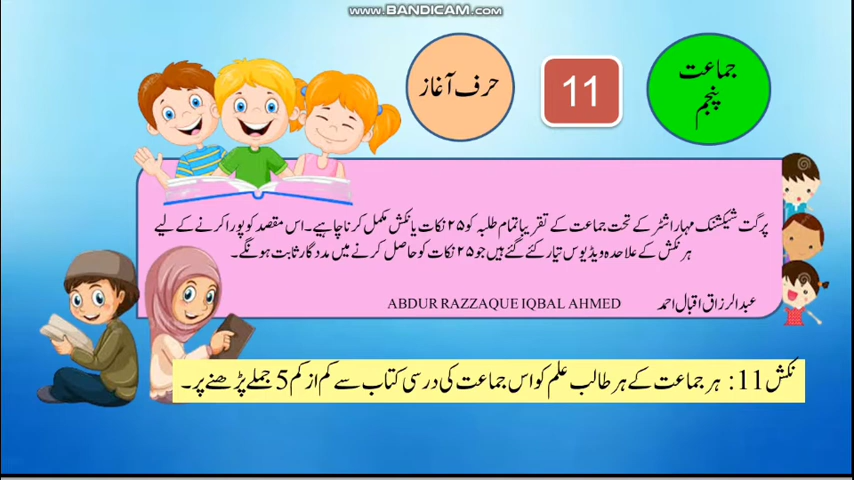 WWW.BANDICAM.COM
جماعت
پنجم
11
حرف آغاز
پرگت شیکشنک مہاراشٹر کے تحت جماعت کے تقریبا تمام طلبہ کو ۲۵ نکات یا نکش مکمل کرنا چاہیے۔ اس مقصد کو پورا کرنے کے لیے
ہر نکش کے علاحدہ ویڈیوس تیار کئے گئے ہیں جو ۲۵ نکات کو حاصل کرنے میں مددگار ثابت ہونگے۔
عبدالرزاق اقبال احمد ABDUR RAZZAQUE IQBAL AHMED
نکش 11: ہر جماعت کے ہر طالب علم کو اس جماعت کی درسی کتاب سے کم از کم 5 جملے پڑھنے پر۔